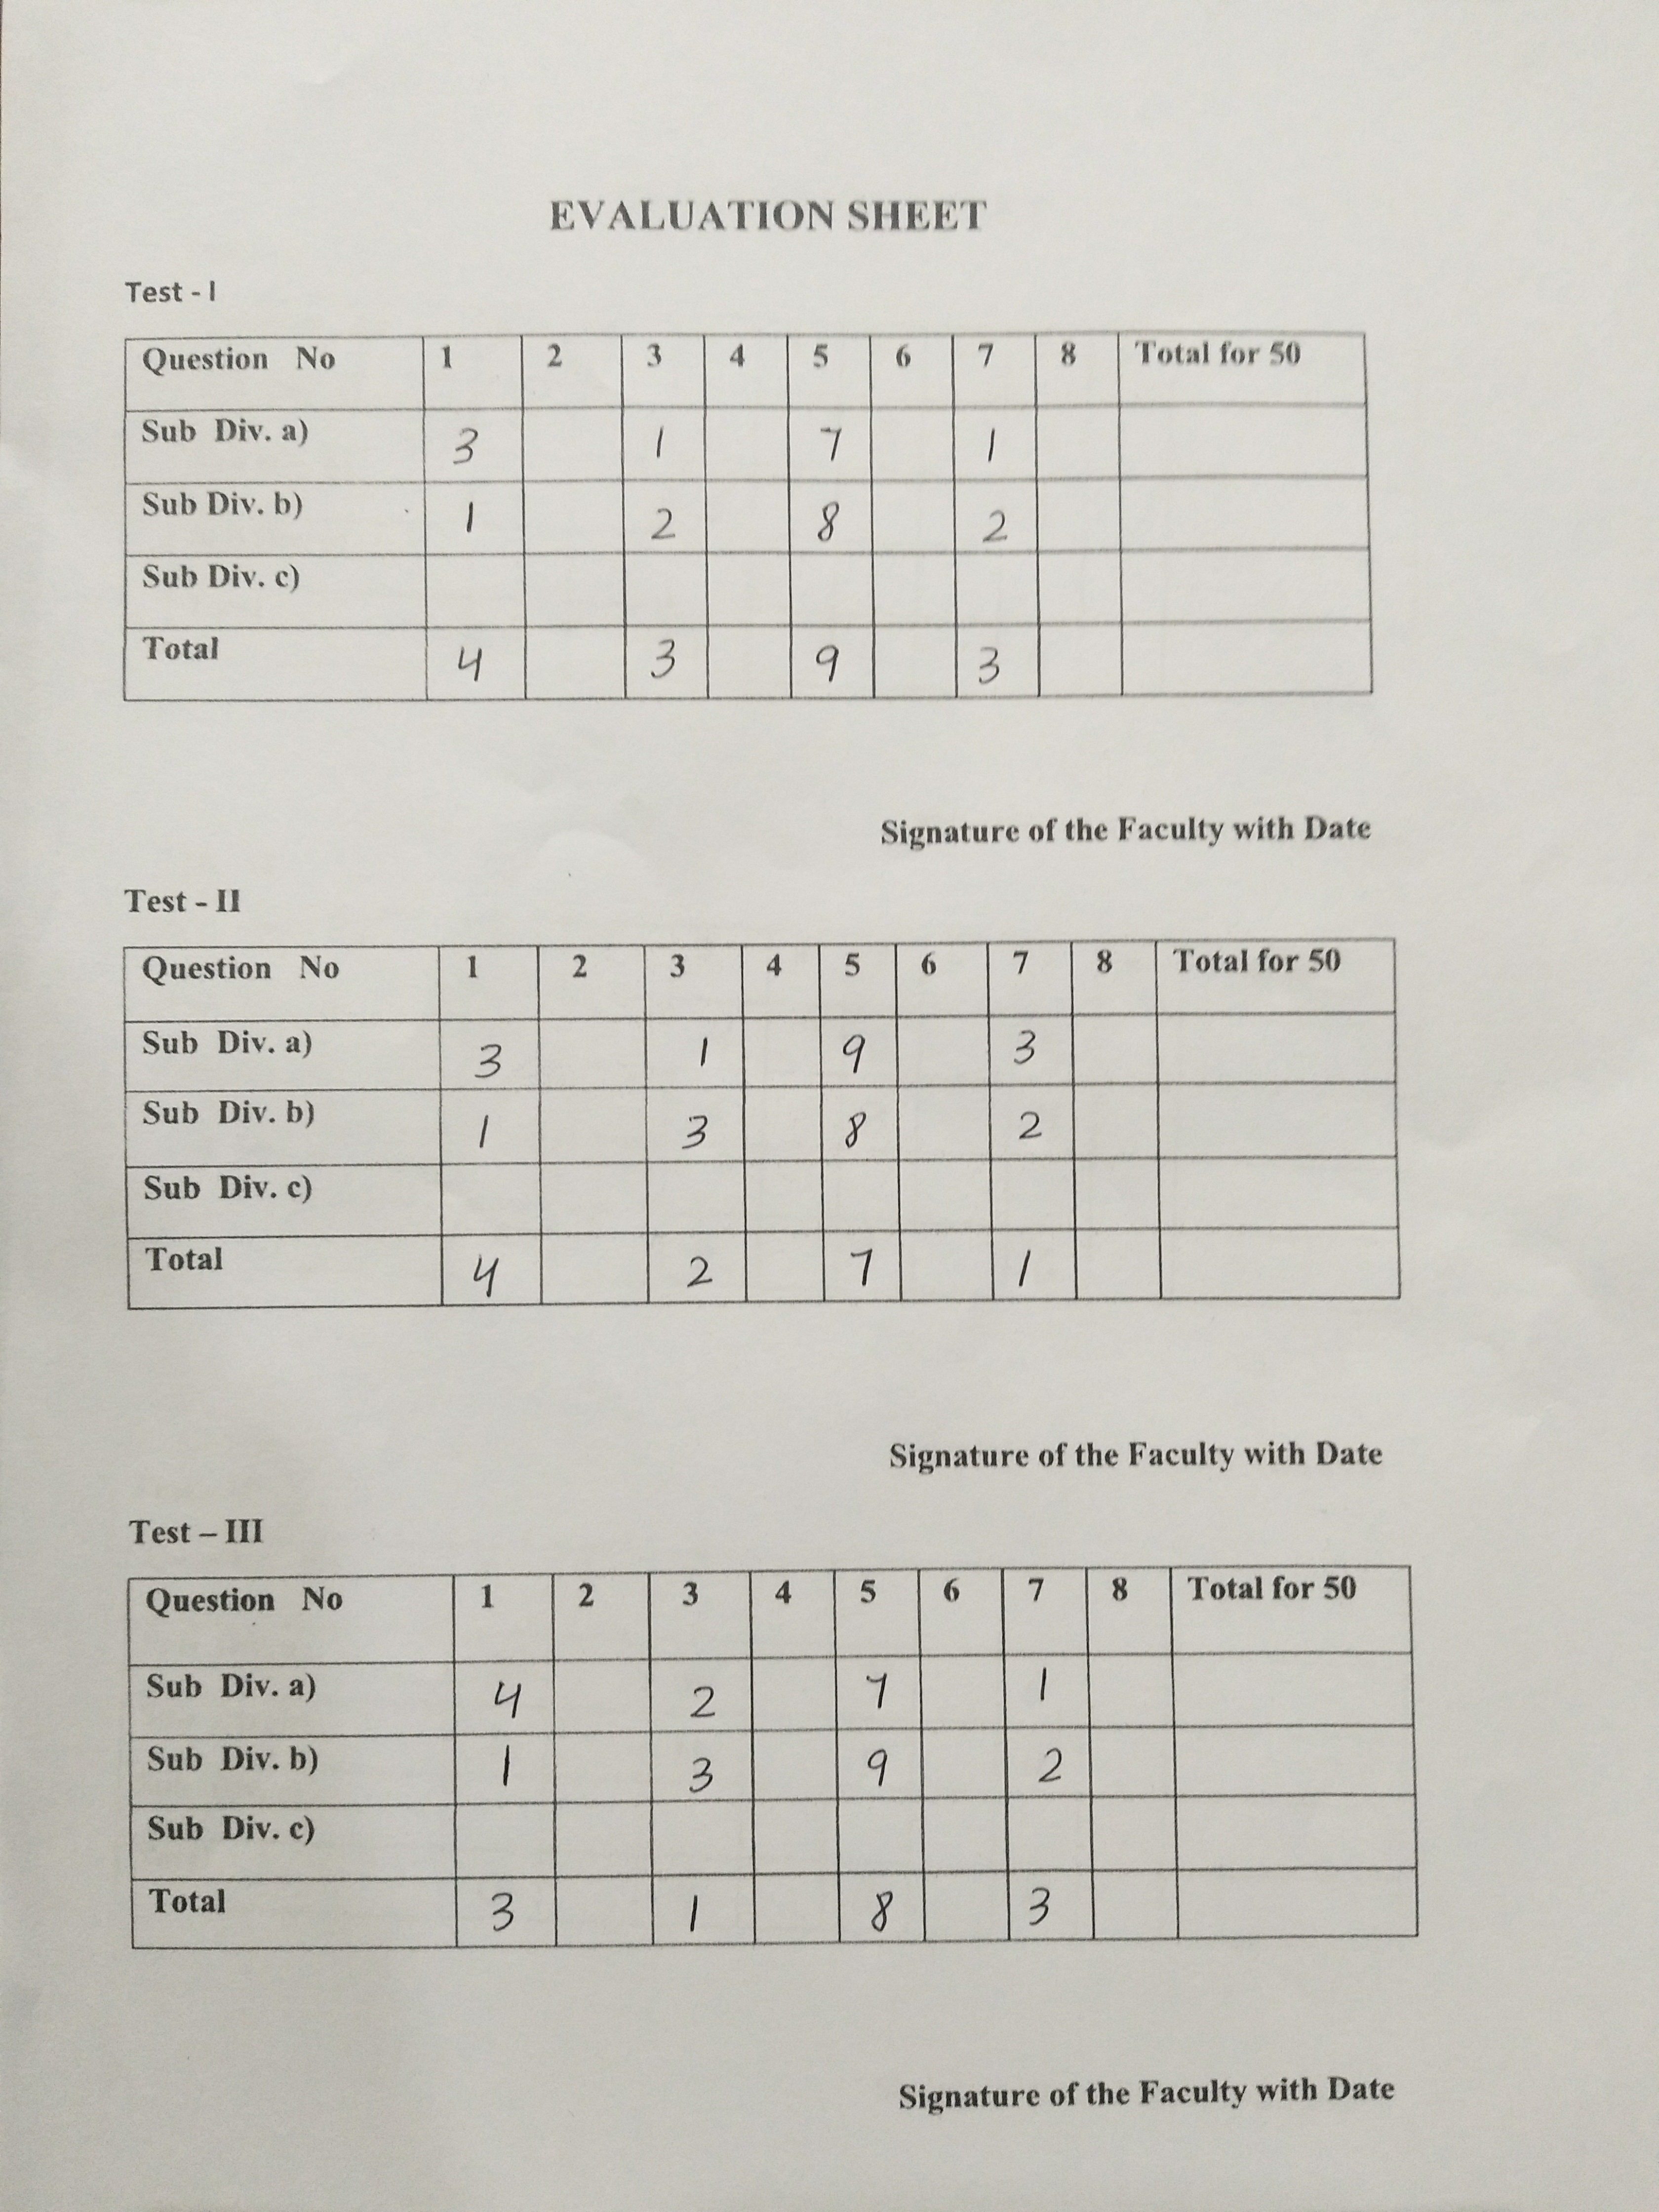 EVALUATION SHEET
Test - I
Question No 1 2 3 4 5 6 7 8 Total for 50
Sub Div. a) 3 1 7 1
Sub Div. b) 1 2 8 2
Sub Div. c)
Total 4 3 9 3
Signature of the Faculty with Date
Test - II
Question No 1 2 3 4 5 6 7 8 Total for 50
Sub Div. a) 3 1 9 3
Sub Div. b) 1 3 8 2
Sub Div. c)
Total 4 2 7 1
Signature of the Faculty with Date
Test – III
Question No 1 2 3 4 5 6 7 8 Total for 50
Sub Div. a) 4 2 7 1
Sub Div. b) 1 3 9 2
Sub Div. c)
Total 3 1 8 3
Signature of the Faculty with Date